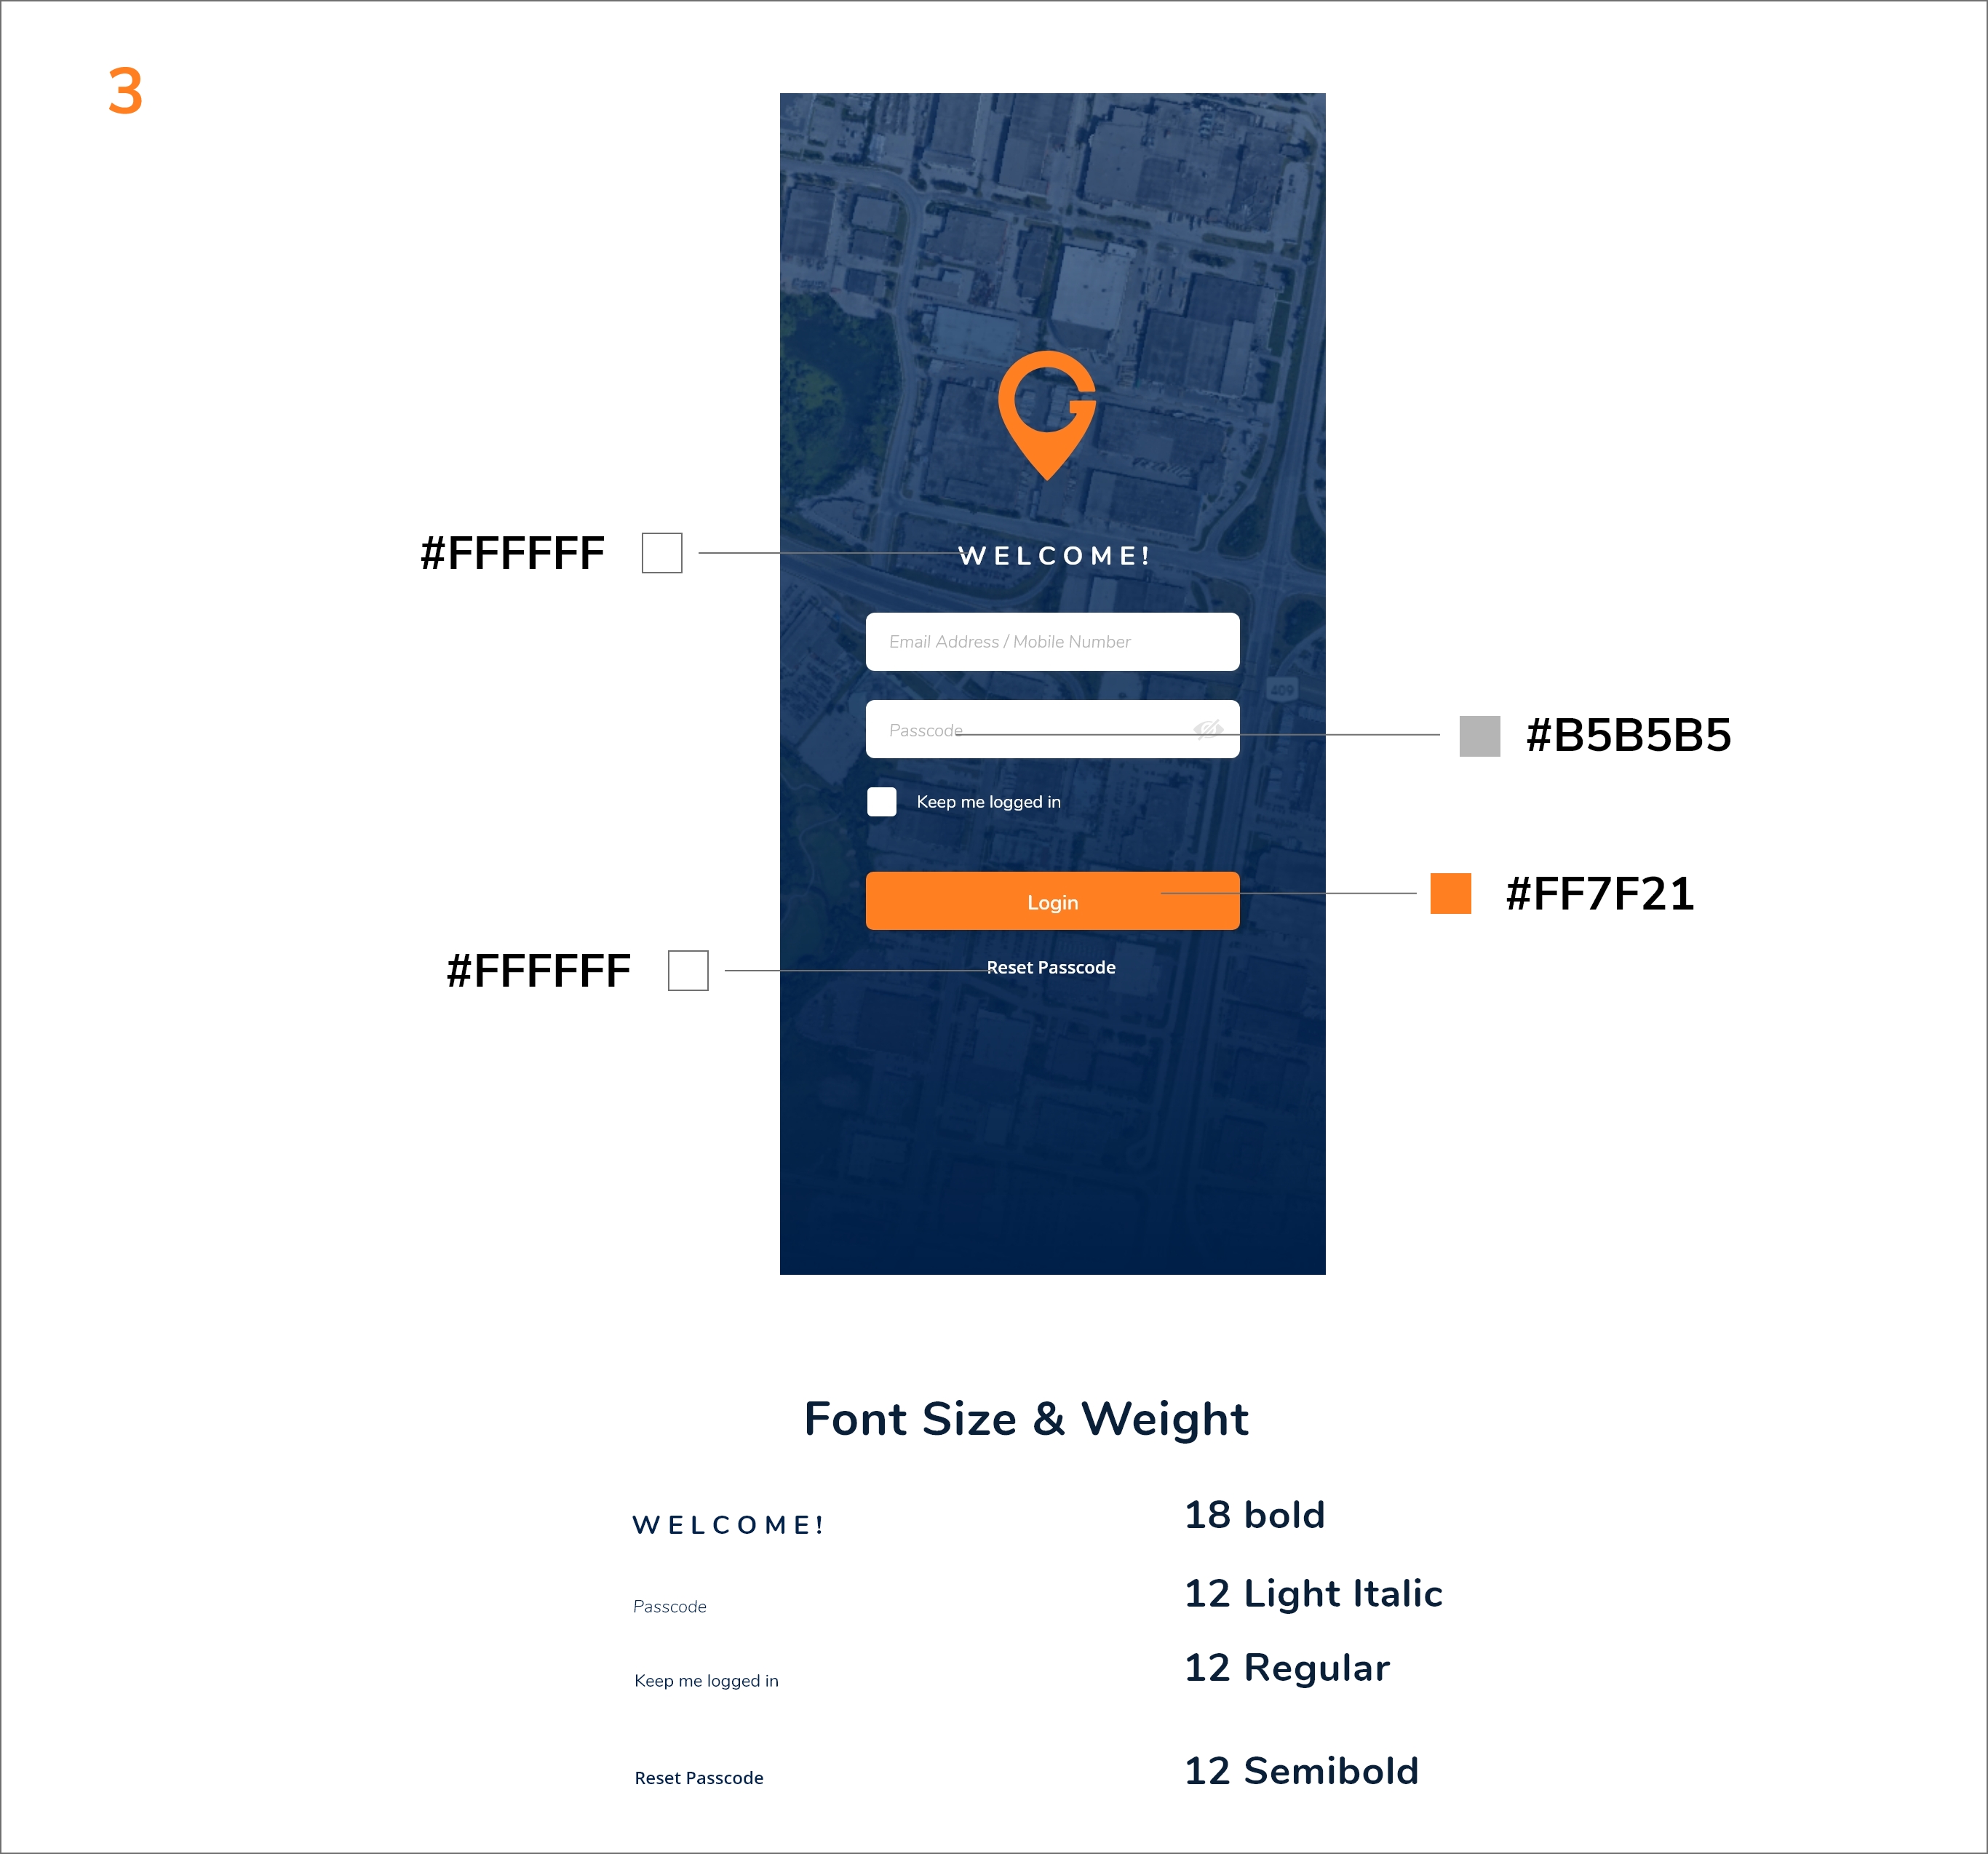 3
#FFFFFF
WELCOME!
Email Address / Mobile Number
409
Passcode
#B5B5B5
Keep me logged in
Login
#FF7F21
#FFFFFF
Reset Passcode
Font Size & Weight
WELCOME!
18 bold
Passcode
12 Light Italic
Keep me logged in
12 Regular
Reset Passcode
12 Semibold